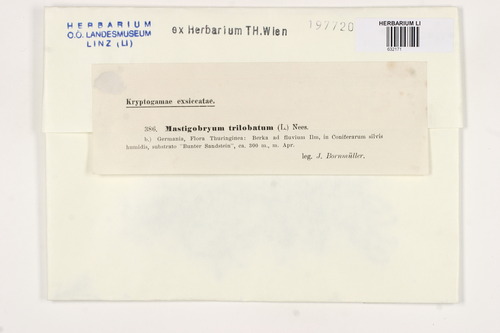 HERBARIUM
O.Ö. LANDESMUSEUM
LINZ (LI)
ex Herbarium TH.Wien
197720
HERBARIUM LI
Kryptogamae exsiccatae.
386. Mastigobryum trilobatum (L.) Nees.
b.) Germania, Flora Thuringiaca: Berka ad fluvium Ilm, in Coniferarum silvis
humidis, substrato "Bunter Sandstein", ca. 300 m., m. Apr.
leg. J. Bornmüller.